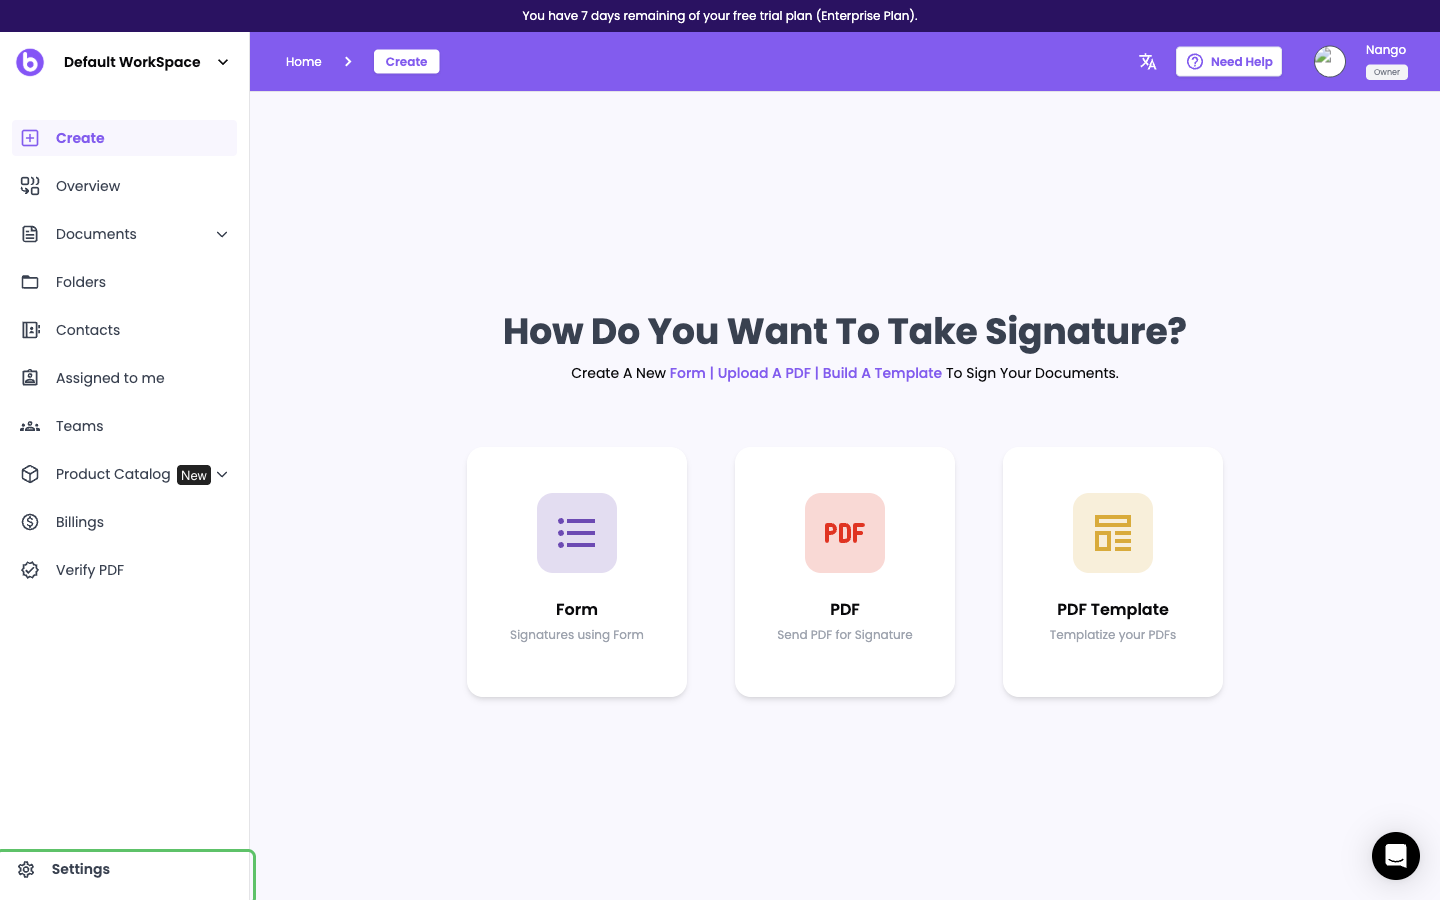 You have 7 days remaining of your free trial plan (Enterprise Plan).
Default WorkSpace
Home
Create
Need Help
Nango
Owner
Create
Overview
Documents
Folders
Contacts
Assigned to me
Teams
Product Catalog New
Billings
Verify PDF
Settings
How Do You Want To Take Signature?
Create A New Form | Upload A PDF | Build A Template To Sign Your Documents.
PDF
Form
Signatures using Form
PDF
Send PDF for Signature
PDF Template
Templatize your PDFs